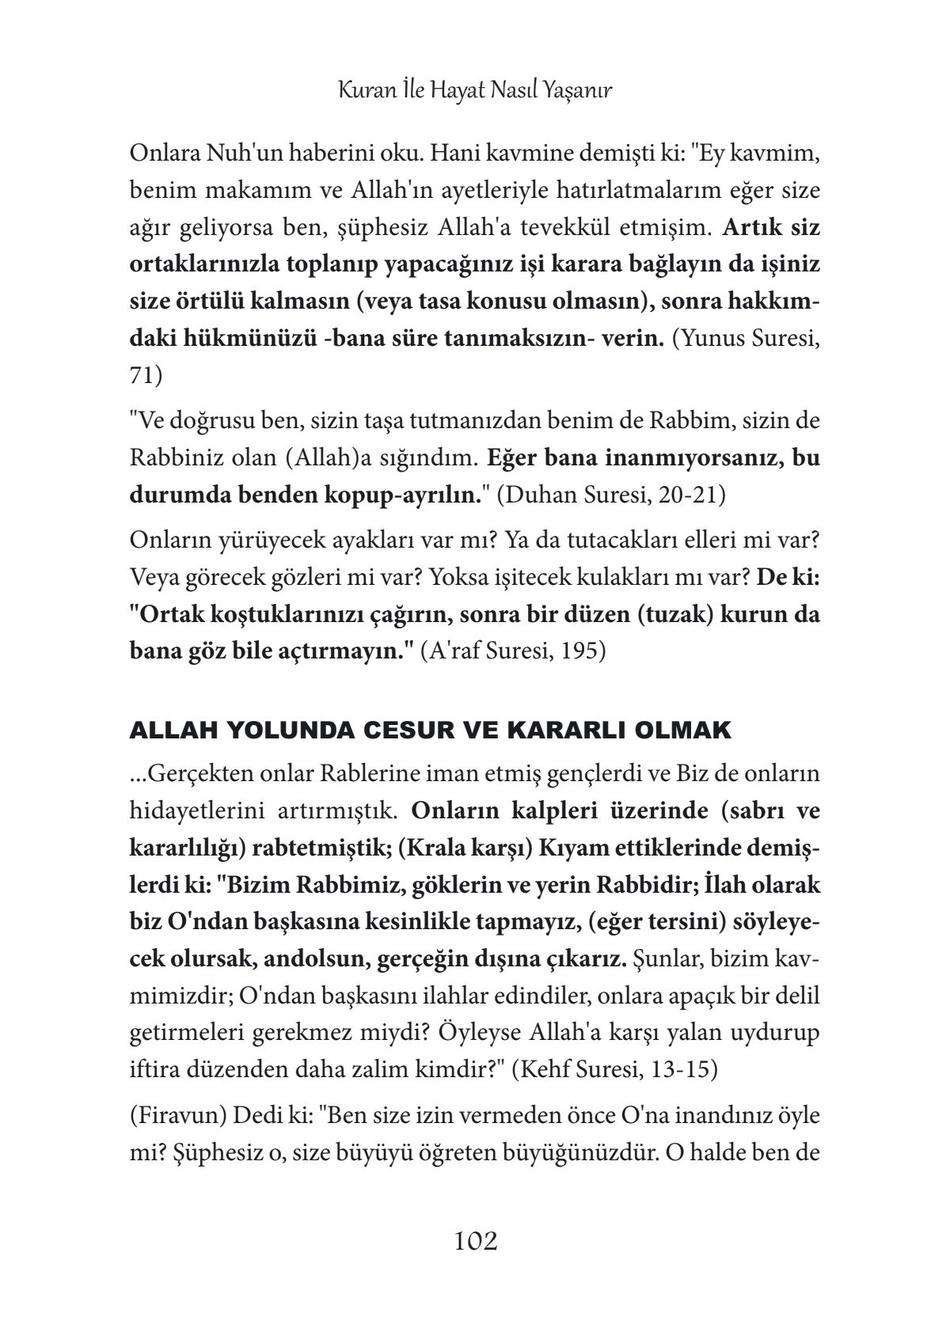 Kuran İle Hayat Nasıl Yaşanır
Onlara Nuh'un haberini oku. Hani kavmine demişti ki: "Ey kavmim,
benim makamım ve Allah'ın ayetleriyle hatırlatmalarım eğer size
ağır geliyorsa ben, şüphesiz Allah'a tevekkül etmişim. Artık siz
ortaklarınızla toplanıp yapacağınız işi karara bağlayın da işiniz
size örtülü kalmasın (veya tasa konusu olmasın), sonra hakkım-
daki hükmünüzü -bana süre tanımaksızın- verin. (Yunus Suresi,
71)
"Ve doğrusu ben, sizin taşa tutmanızdan benim de Rabbim, sizin de
Rabbiniz olan (Allah)a sığındım. Eğer bana inanmıyorsanız, bu
durumda benden kopup-ayrılın." (Duhan Suresi, 20-21)
Onların yürüyecek ayakları var mı? Ya da tutacakları elleri mi var?
Veya görecek gözleri mi var? Yoksa işitecek kulakları mı var? De ki:
"Ortak koştuklarınızı çağırın, sonra bir düzen (tuzak) kurun da
bana göz bile açtırmayın." (A'raf Suresi, 195)
ALLAH YOLUNDA CESUR VE KARARLI OLMAK
...Gerçekten onlar Rablerine iman etmiş gençlerdi ve Biz de onların
hidayetlerini artırmıştık. Onların kalpleri üzerinde (sabrı ve
kararlılığı) rabtetmiştik; (Krala karşı) Kıyam ettiklerinde demiş-
lerdi ki: "Bizim Rabbimiz, göklerin ve yerin Rabbidir; İlah olarak
biz O'ndan başkasına kesinlikle tapmayız, (eğer tersini) söyleye-
cek olursak, andolsun, gerçeğin dışına çıkarız. Şunlar, bizim kav-
mimizdir; O'ndan başkasını ilahlar edindiler, onlara apaçık bir delil
getirmeleri gerekmez miydi? Öyleyse Allah'a karşı yalan uydurup
iftira düzenden daha zalim kimdir?" (Kehf Suresi, 13-15)
(Firavun) Dedi ki: "Ben size izin vermeden önce O'na inandınız öyle
mi? Şüphesiz o, size büyüyü öğreten büyüğünüzdür. O halde ben de
102